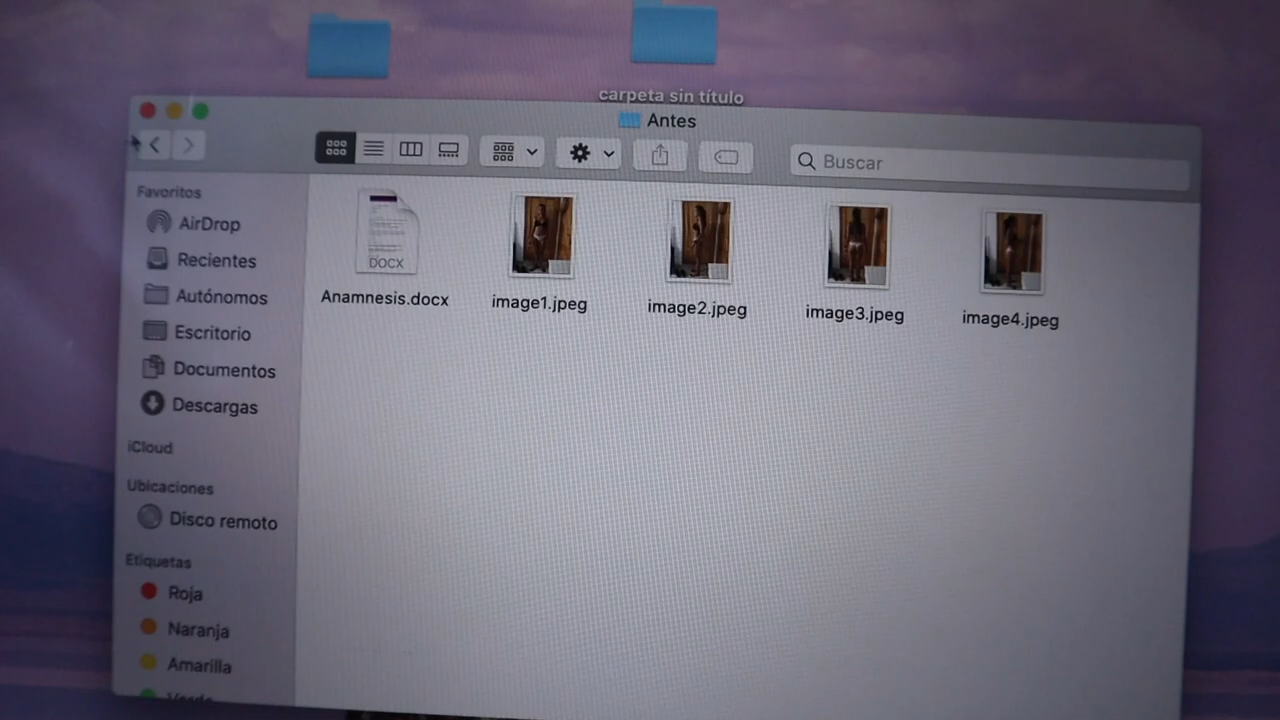 carpeta sin título
Antes
Buscar
Favoritos
AirDrop
Recientes
Autónomos
Escritorio
Documentos
Descargas
iCloud
Ubicaciones
Disco remoto
Etiquetas
Roja
Naranja
Amarilla
Verde
DOCX
Anamnesis.docx
image1.jpeg
image2.jpeg
image3.jpeg
image4.jpeg